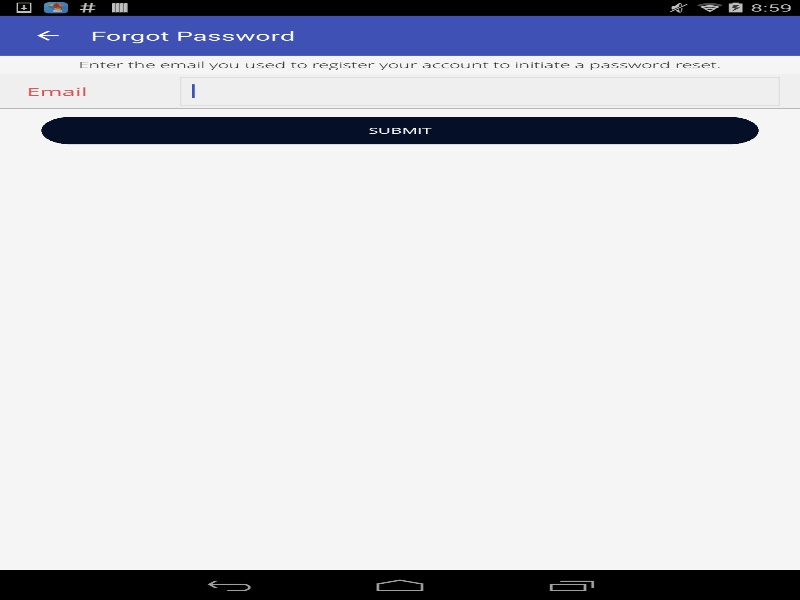 8:59
Forgot Password
Enter the email you used to register your account to initiate a password reset.
Email
SUBMIT